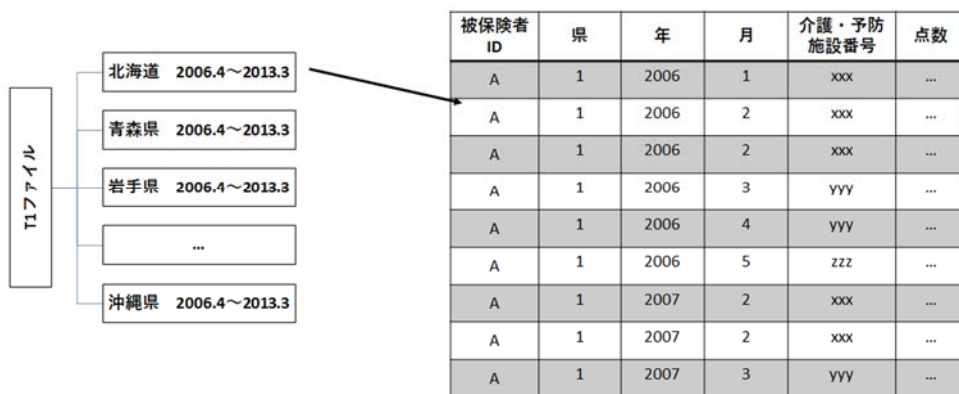 T1ファイル
北海道 2006.4～2013.3
青森県 2006.4～2013.3
岩手県 2006.4～2013.3
...
沖縄県 2006.4～2013.3
被保険者ID 県 年 月 介護・予防施設番号 点数
A 1 2006 1 xxx ...
A 1 2006 2 xxx ...
A 1 2006 2 xxx ...
A 1 2006 3 yyy ...
A 1 2006 4 yyy ...
A 1 2006 5 zzz ...
A 1 2007 2 xxx ...
A 1 2007 2 xxx ...
A 1 2007 3 yyy ...